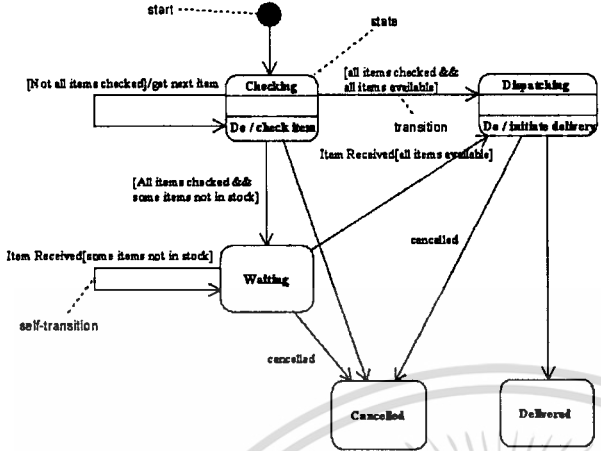 start
state
[Not all items checked]/get next item
Checking
Do / check item
[all items checked &&
all items available]
transition
Dispatching
Do / initiate delivery
Item Received[all items available]
[All items checked &&
some items not in stock]
cancelled
Item Received[some items not in stock]
Waiting
self-transition
cancelled
Cancelled
Delivered